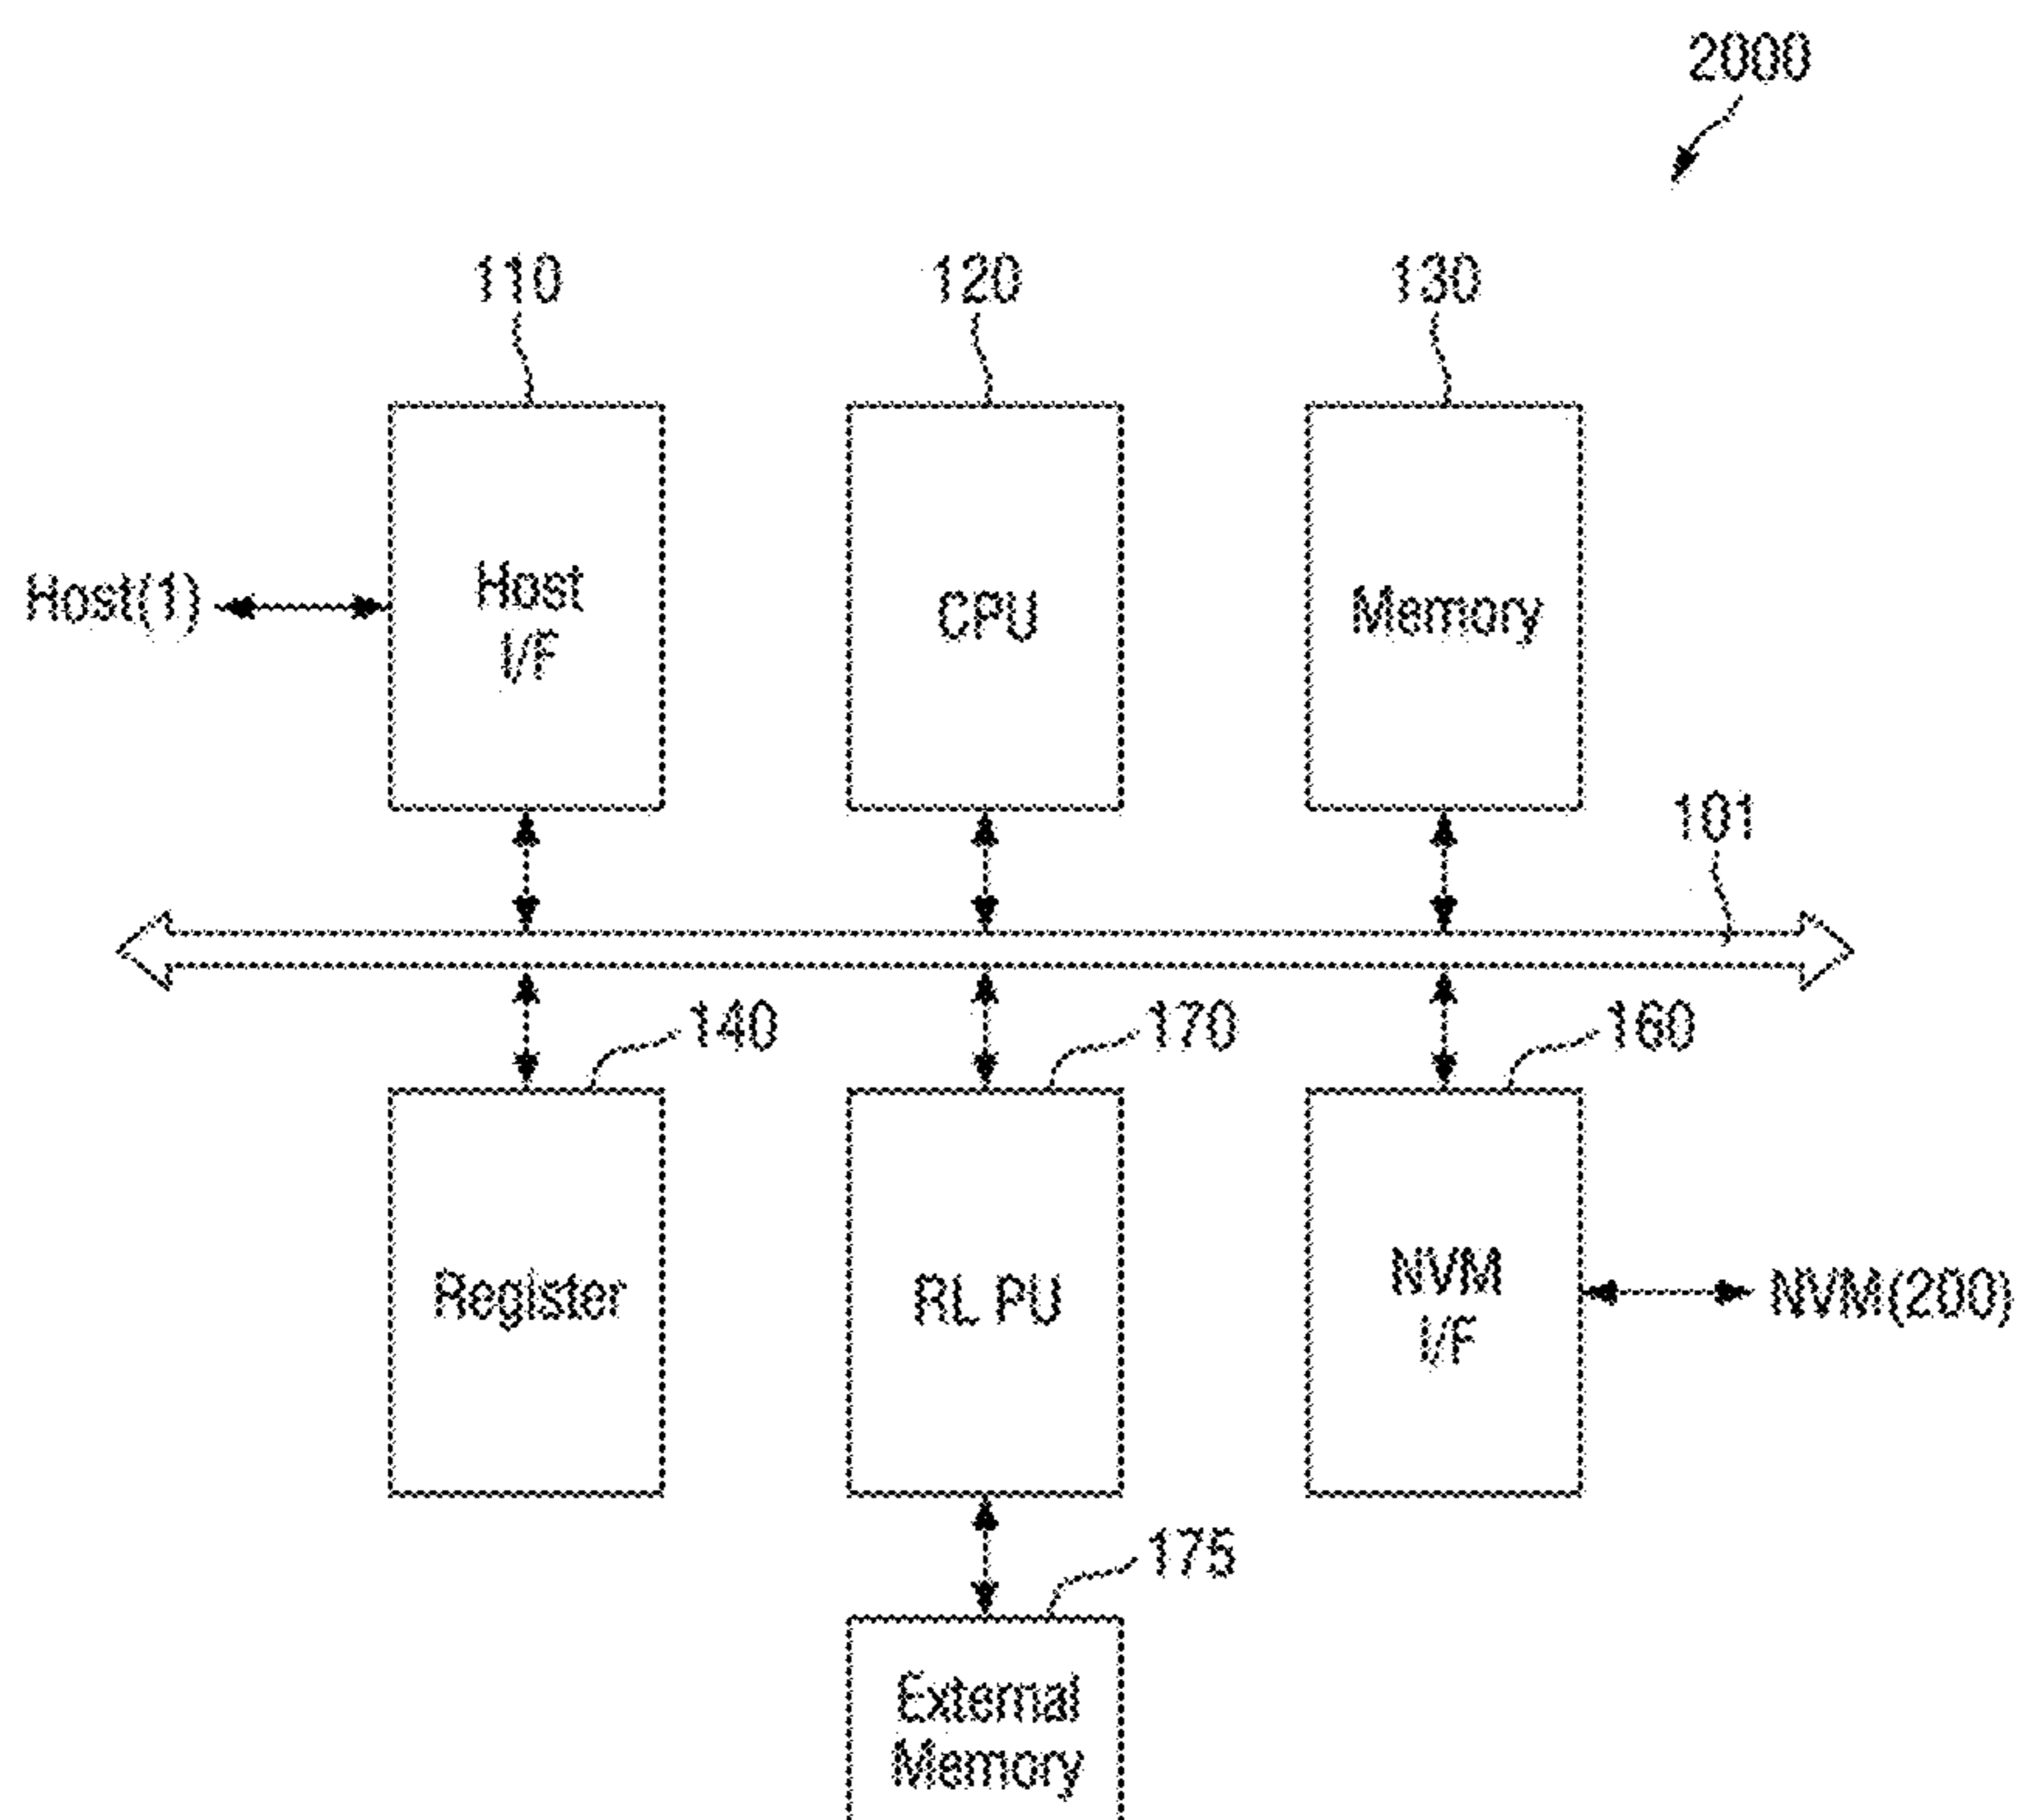 2000
110
120
130
Host(1)
Host
I/F
CPU
Memory
101
140
170
160
Register
RL PU
NVM
I/F
NVM(200)
175
External
Memory